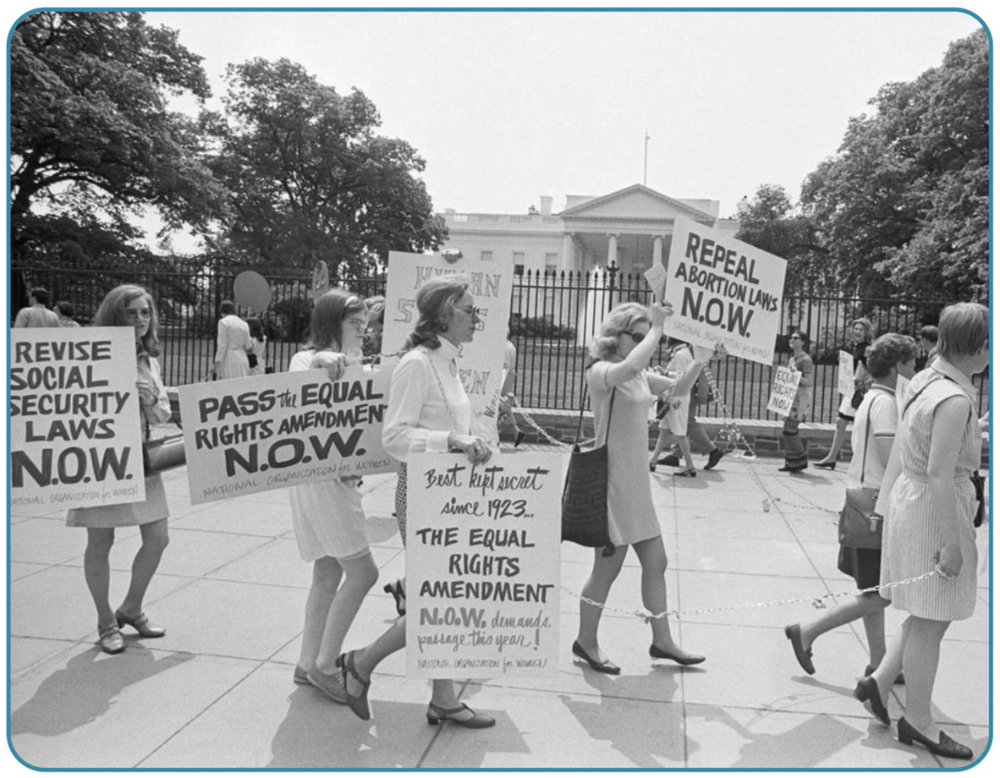 REVISE
SOCIAL
SECURITY
LAWS
N.O.W.
NATIONAL ORGANIZATION for WOMEN
PASS the EQUAL
RIGHTS AMENDMENT
N.O.W.
NATIONAL ORGANIZATION for WOMEN
HUMAN
Best kept secret
since 1923...
THE EQUAL
RIGHTS
AMENDMENT
N.O.W. demands
passage this year!
NATIONAL ORGANIZATION for WOMEN
REPEAL
ABORTION LAWS
N.O.W.
NATIONAL ORGANIZATION for WOMEN
EQUAL
RIGHTS
NOW